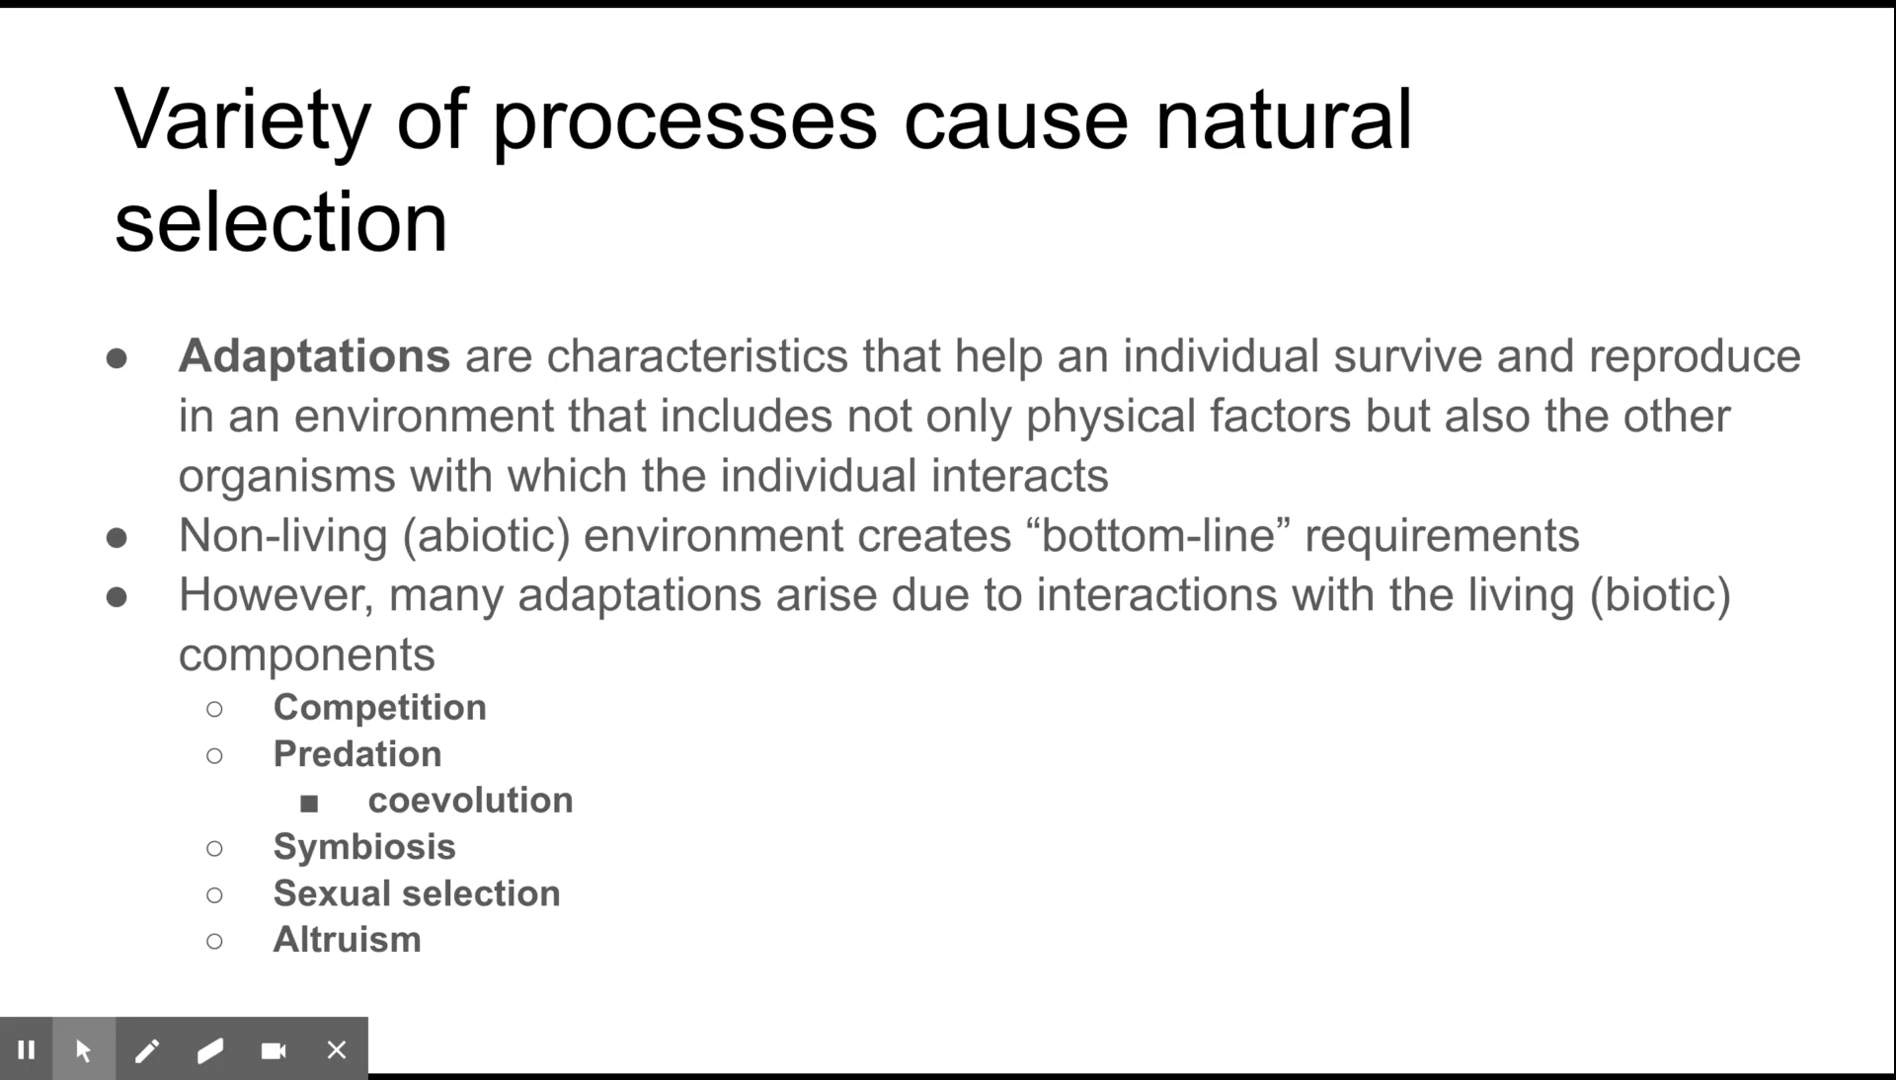 Variety of processes cause natural
selection
● Adaptations are characteristics that help an individual survive and reproduce
in an environment that includes not only physical factors but also the other
organisms with which the individual interacts
● Non-living (abiotic) environment creates “bottom-line” requirements
● However, many adaptations arise due to interactions with the living (biotic)
components
○ Competition
○ Predation
■ coevolution
○ Symbiosis
○ Sexual selection
○ Altruism